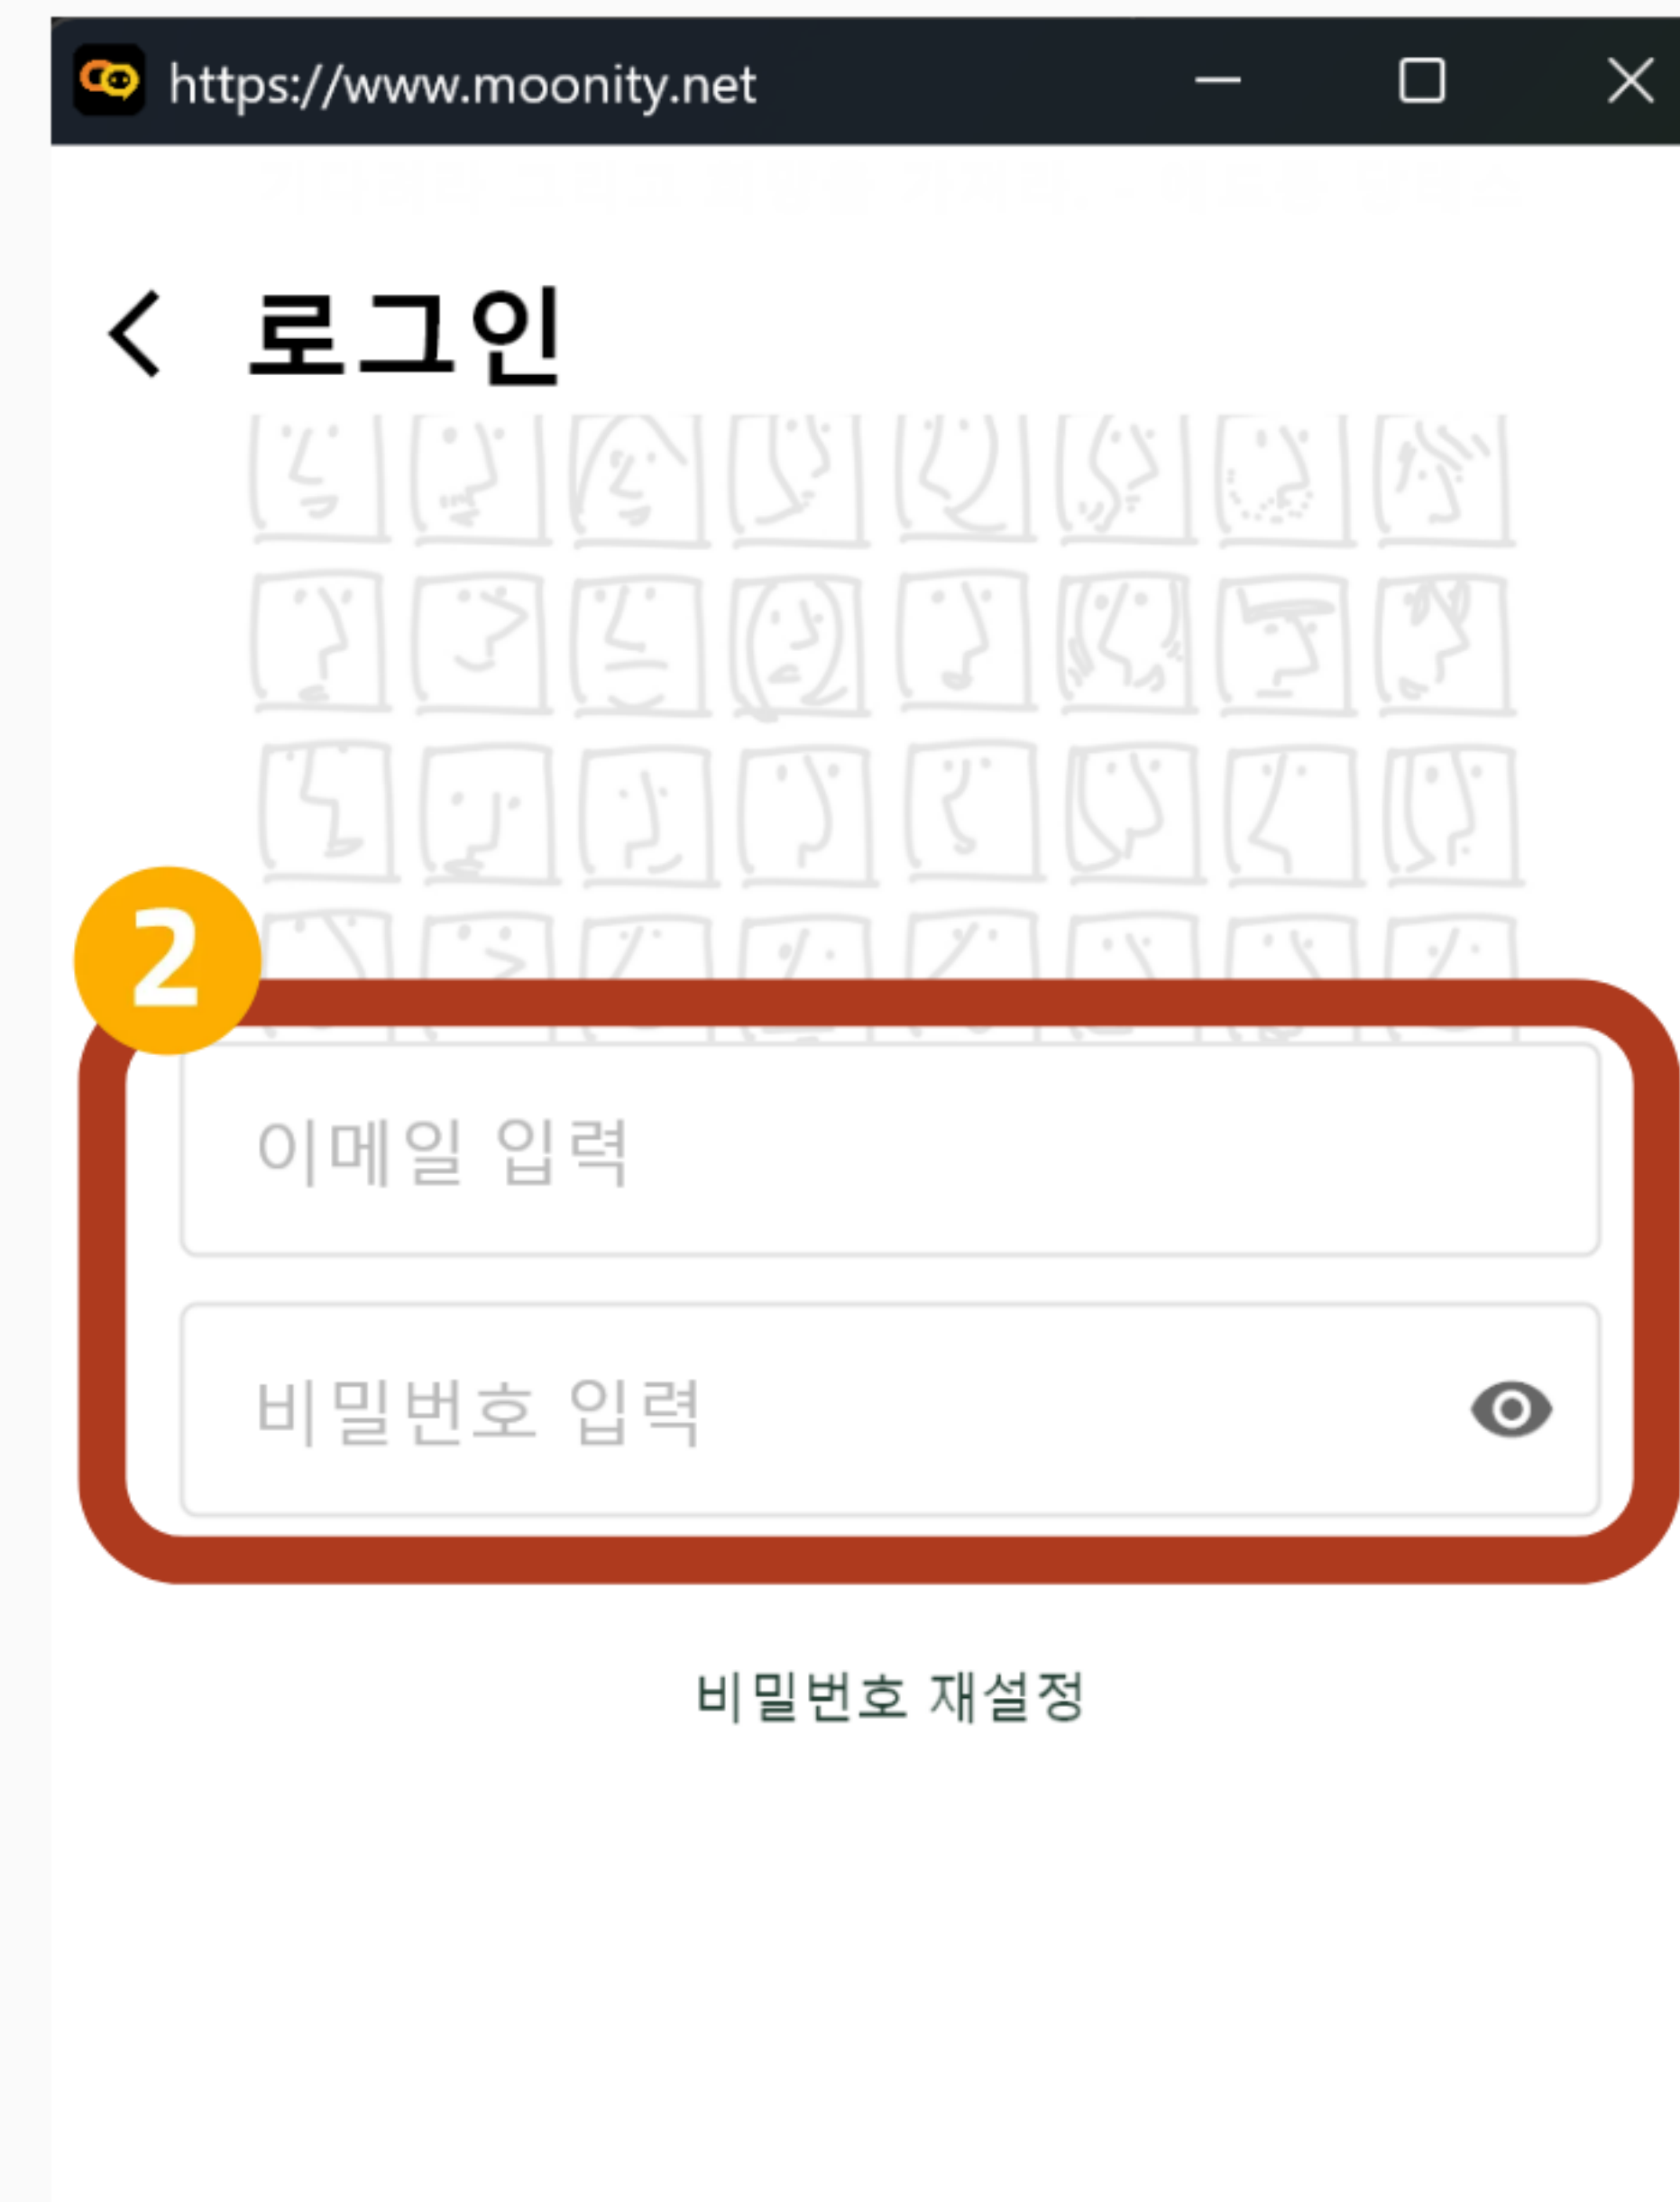 https://www.moonity.net
로그인
2
이메일 입력
비밀번호 입력
비밀번호 재설정